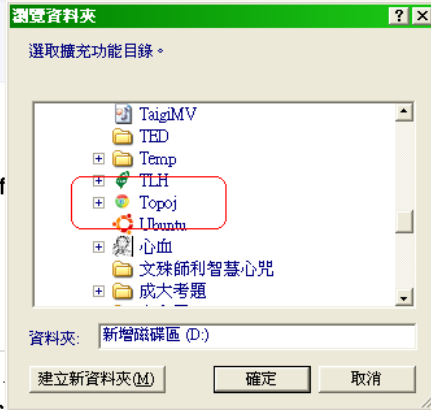 瀏覽資料夾
選取擴充功能目錄。
TaigiMV
TED
Temp
TLH
Topoj
Ubuntu
心血
文殊師利智慧心咒
成大考題
資料夾: 新增磁碟區 (D:)
建立新資料夾(M) 確定 取消